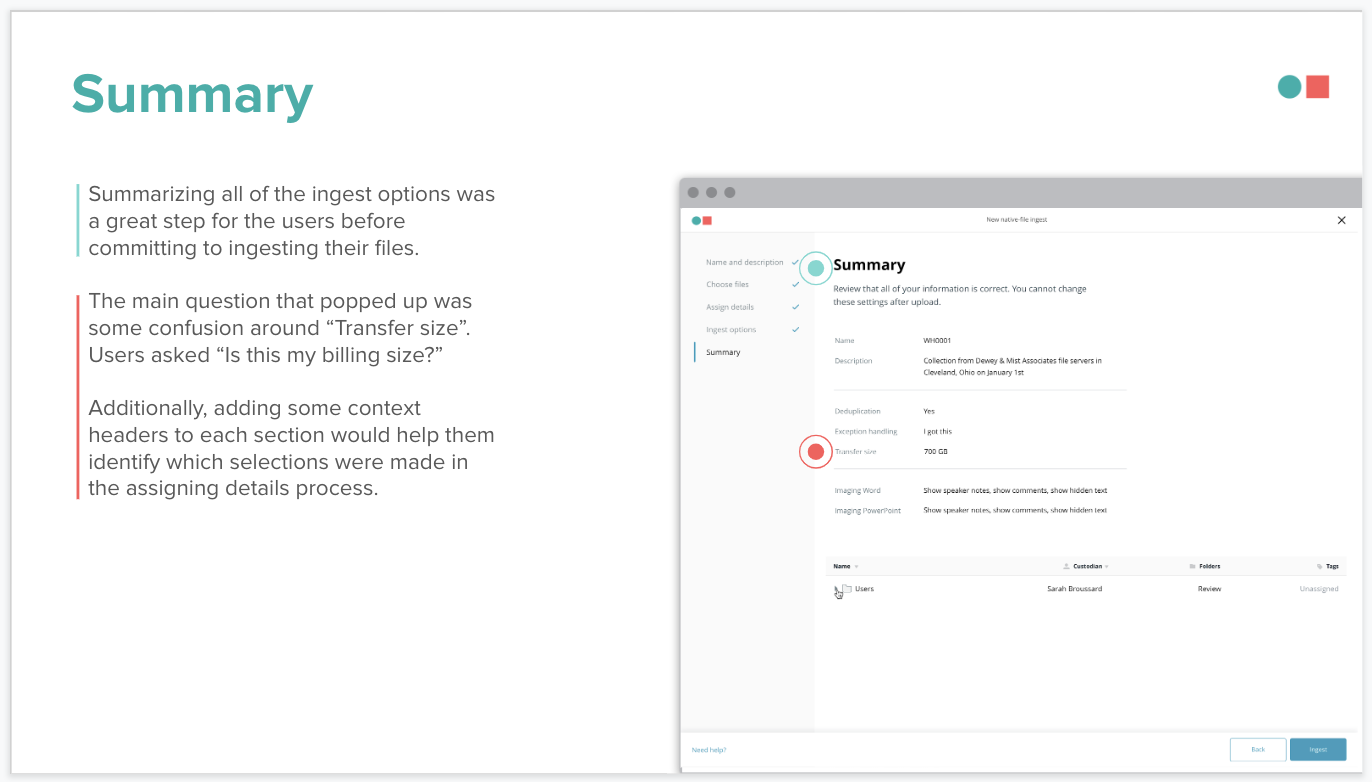 Summary
Summarizing all of the ingest options was
a great step for the users before
committing to ingesting their files.
The main question that popped up was
some confusion around “Transfer size”.
Users asked “Is this my billing size?”
Additionally, adding some context
headers to each section would help them
identify which selections were made in
the assigning details process.
New native-file ingest
Name and description
Choose files
Assign details
Ingest options
Summary
Summary
Review that all of your information is correct. You cannot change
these settings after upload.
Name WH0001
Description Collection from Dewey & Mist Associates file servers in
Cleveland, Ohio on January 1st
Deduplication Yes
Exception handling I got this
Transfer size 700 GB
Imaging Word Show speaker notes, show comments, show hidden text
Imaging PowerPoint Show speaker notes, show comments, show hidden text
Name Custodian Folders Tags
Users Sarah Broussard Review Unassigned
Need help? Back Ingest